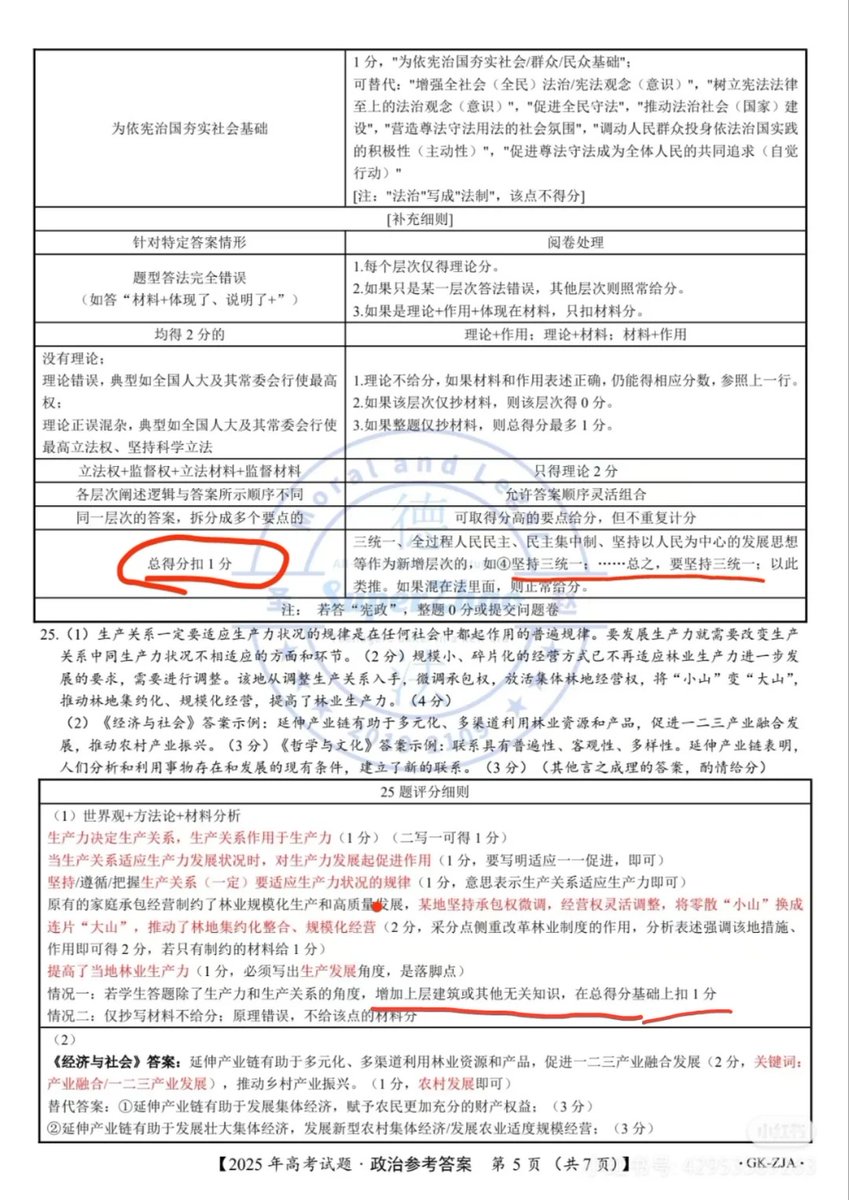 为依宪治国夯实社会基础
1 分，"为依宪治国夯实社会/群众/民众基础"；
可替代："增强全社会（全民）法治/宪法观念（意识）"，"树立宪法法律
至上的法治观念（意识）"，"促进全民守法"，"推动法治社会（国家）建
设"，"营造尊法守法用法的社会氛围"，"调动人民群众投身依法治国实践
的积极性（主动性）"，"促进尊法守法成为全体人民的共同追求（自觉
行动）"
[注："法治"写成"法制"，该点不得分]
[补充细则]
针对特定答案情形
阅卷处理
题型答法完全错误
（如答“材料+体现了、说明了+”）
1.每个层次仅得理论分。
2.如果只是某一层次答法错误，其他层次则照常给分。
3.如果是理论+作用+体现在材料，只扣材料分。
均得 2 分的
理论+作用；理论+材料；材料+作用
没有理论；
理论错误，典型如全国人大及其常委会行使最高
权；
理论正误混杂，典型如全国人大及其常委会行使
最高立法权、坚持科学立法
1.理论不给分，如果材料和作用表述正确，仍能得相应分数，参照上一行。
2.如果该层次仅抄材料，则该层次得 0 分。
3.如果整题仅抄材料，则总得分最多 1 分。
立法权+监督权+立法材料+监督材料
只得理论 2 分
各层次阐述逻辑与答案所示顺序不同
允许答案顺序灵活组合
同一层次的答案，拆分成多个要点的
可取得分高的要点给分，但不重复计分
总得分扣 1 分
三统一、全过程人民民主、民主集中制、坚持以人民为中心的发展思想
等作为新增层次的，如④坚持三统一；……总之，要坚持三统一；以此
类推。如果混在法里面，则正常给分。
注： 若答“宪政”，整题 0 分或提交问题卷
25.（1）生产关系一定要适应生产力状况的规律是在任何社会中都起作用的普遍规律。要发展生产力就需要改变生产
关系中同生产力状况不相适应的方面和环节。（2 分）规模小、碎片化的经营方式已不再适应林业生产力进一步发
展的要求，需要进行调整。该地从调整生产关系入手，微调承包权，放活集体林地经营权，将“小山”变“大山”，
推动林地集约化、规模化经营，提高了林业生产力。（4 分）
（2）《经济与社会》答案示例：延伸产业链有助于多元化、多渠道利用林业资源和产品，促进一二三产业融合发
展，推动农村产业振兴。（3 分）《哲学与文化》答案示例：联系具有普遍性、客观性、多样性。延伸产业链表明，
人们分析和利用事物存在和发展的现有条件，建立了新的联系。（3 分）（其他言之成理的答案，酌情给分）
25 题评分细则
（1）世界观+方法论+材料分析
生产力决定生产关系，生产关系作用于生产力（1 分）（二写一可得 1 分）
当生产关系适应生产力发展状况时，对生产力发展起促进作用（1 分，要写明适应一一促进，即可）
坚持/遵循/把握生产关系（一定）要适应生产力状况的规律（1 分，意思表示生产关系适应生产力即可）
原有的家庭承包经营制约了林业规模化生产和高质量发展，某地坚持承包权微调，经营权灵活调整，将零散“小山”换成
连片“大山”，推动了林地集约化整合、规模化经营（2 分，采分点侧重改革林业制度的作用，分析表述强调该地措施、
作用即可得 2 分，若只有制约的材料给 1 分）
提高了当地林业生产力（1 分，必须写出生产发展角度，是落脚点）
情况一：若学生答题除了生产力和生产关系的角度，增加上层建筑或其他无关知识，在总得分基础上扣 1 分
情况二：仅抄写材料不给分；原理错误，不给该点的材料分
（2）
《经济与社会》答案：延伸产业链有助于多元化、多渠道利用林业资源和产品，促进一二三产业融合发展（2 分，关键词：
产业融合/一二三产业发展），推动乡村产业振兴。（1 分，农村发展即可）
替代答案：①延伸产业链有助于发展集体经济，赋予农民更加充分的财产权益；（3 分）
②延伸产业链有助于发展壮大集体经济，发展新型农村集体经济/发展农业适度规模经营；（3 分）
【2025 年高考试题·政治参考答案 第 5 页（共 7 页）】
·GK-ZJA·